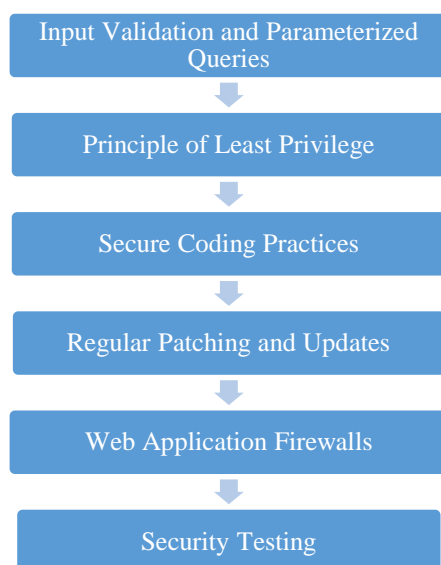 Input Validation and Parameterized
Queries
Principle of Least Privilege
Secure Coding Practices
Regular Patching and Updates
Web Application Firewalls
Security Testing